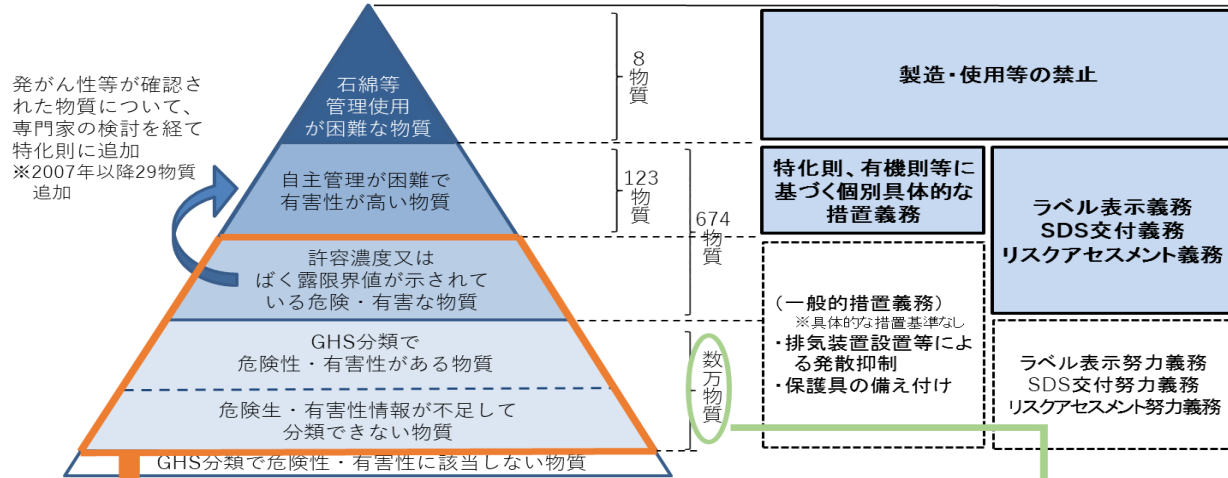 発がん性等が確認され
た物質について、
専門家の検討を経て
特化則に追加
※2007年以降29物質
追加
石綿等
管理使用
が困難な物質
自主管理が困難で
有害性が高い物質
許容濃度又は
ばく露限界値が示されて
いる危険・有害な物質
GHS分類で
危険性・有害性がある物質
危険生・有害性情報が不足して
分類できない物質
GHS分類で危険性・有害性に該当しない物質
8
物
質
123
物
質
674
物
質
数
万
物
質
製造・使用等の禁止
特化則、有機則等に
基づく個別具体的な
措置義務
ラベル表示義務
SDS交付義務
リスクアセスメント義務
(一般的措置義務)
※具体的な措置基準なし
・排気装置設置等によ
る発散抑制
・保護具の備え付け
ラベル表示努力義務
SDS交付努力義務
リスクアセスメント努力義務